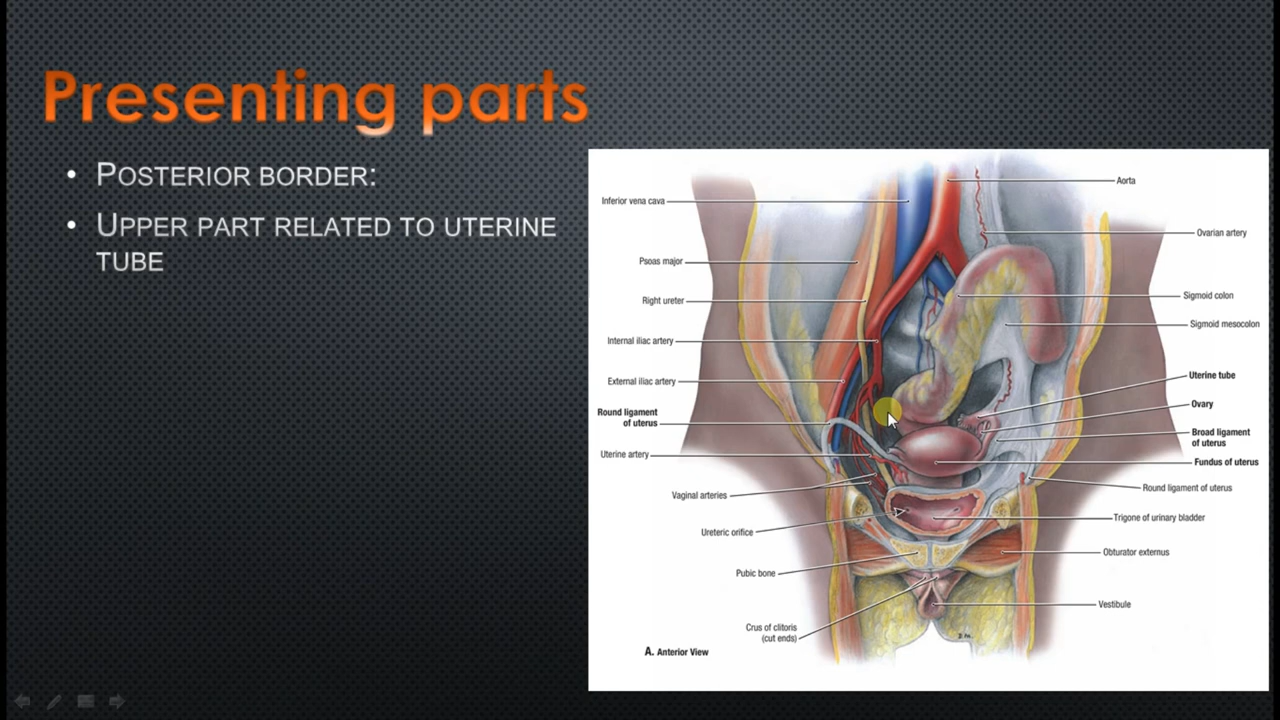 Presenting parts
• POSTERIOR BORDER:
• UPPER PART RELATED TO UTERINE
TUBE
Inferior vena cava
Psoas major
Right ureter
Internal iliac artery
External iliac artery
Round ligament
of uterus
Uterine artery
Vaginal arteries
Ureteric orifice
Pubic bone
Crus of clitoris
(cut ends)
A. Anterior View
Aorta
Ovarian artery
Sigmoid colon
Sigmoid mesocolon
Uterine tube
Ovary
Broad ligament
of uterus
Fundus of uterus
Round ligament of uterus
Trigone of urinary bladder
Obturator externus
Vestibule